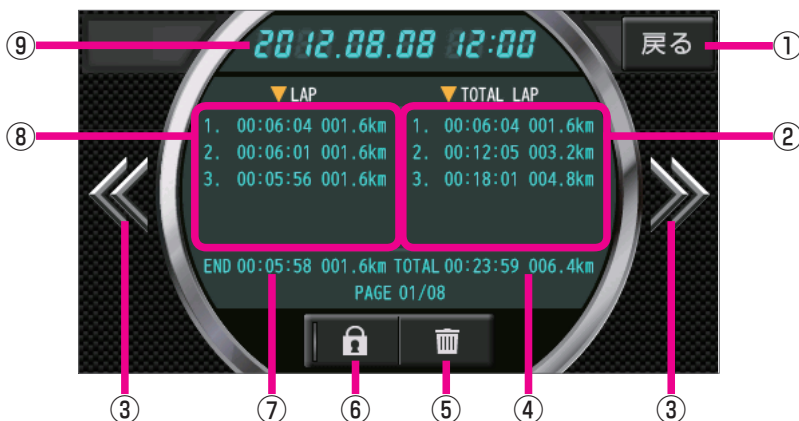 ⑨ 2012.08.08 12:00 戻る ①
▼LAP ▼TOTAL LAP
⑧ 1. 00:06:04 001.6km 1. 00:06:04 001.6km ②
2. 00:06:01 001.6km 2. 00:12:05 003.2km
3. 00:05:56 001.6km 3. 00:18:01 004.8km
END 00:05:58 001.6km TOTAL 00:23:59 006.4km
PAGE 01/08
③ ⑦ ⑥ ⑤ ④ ③